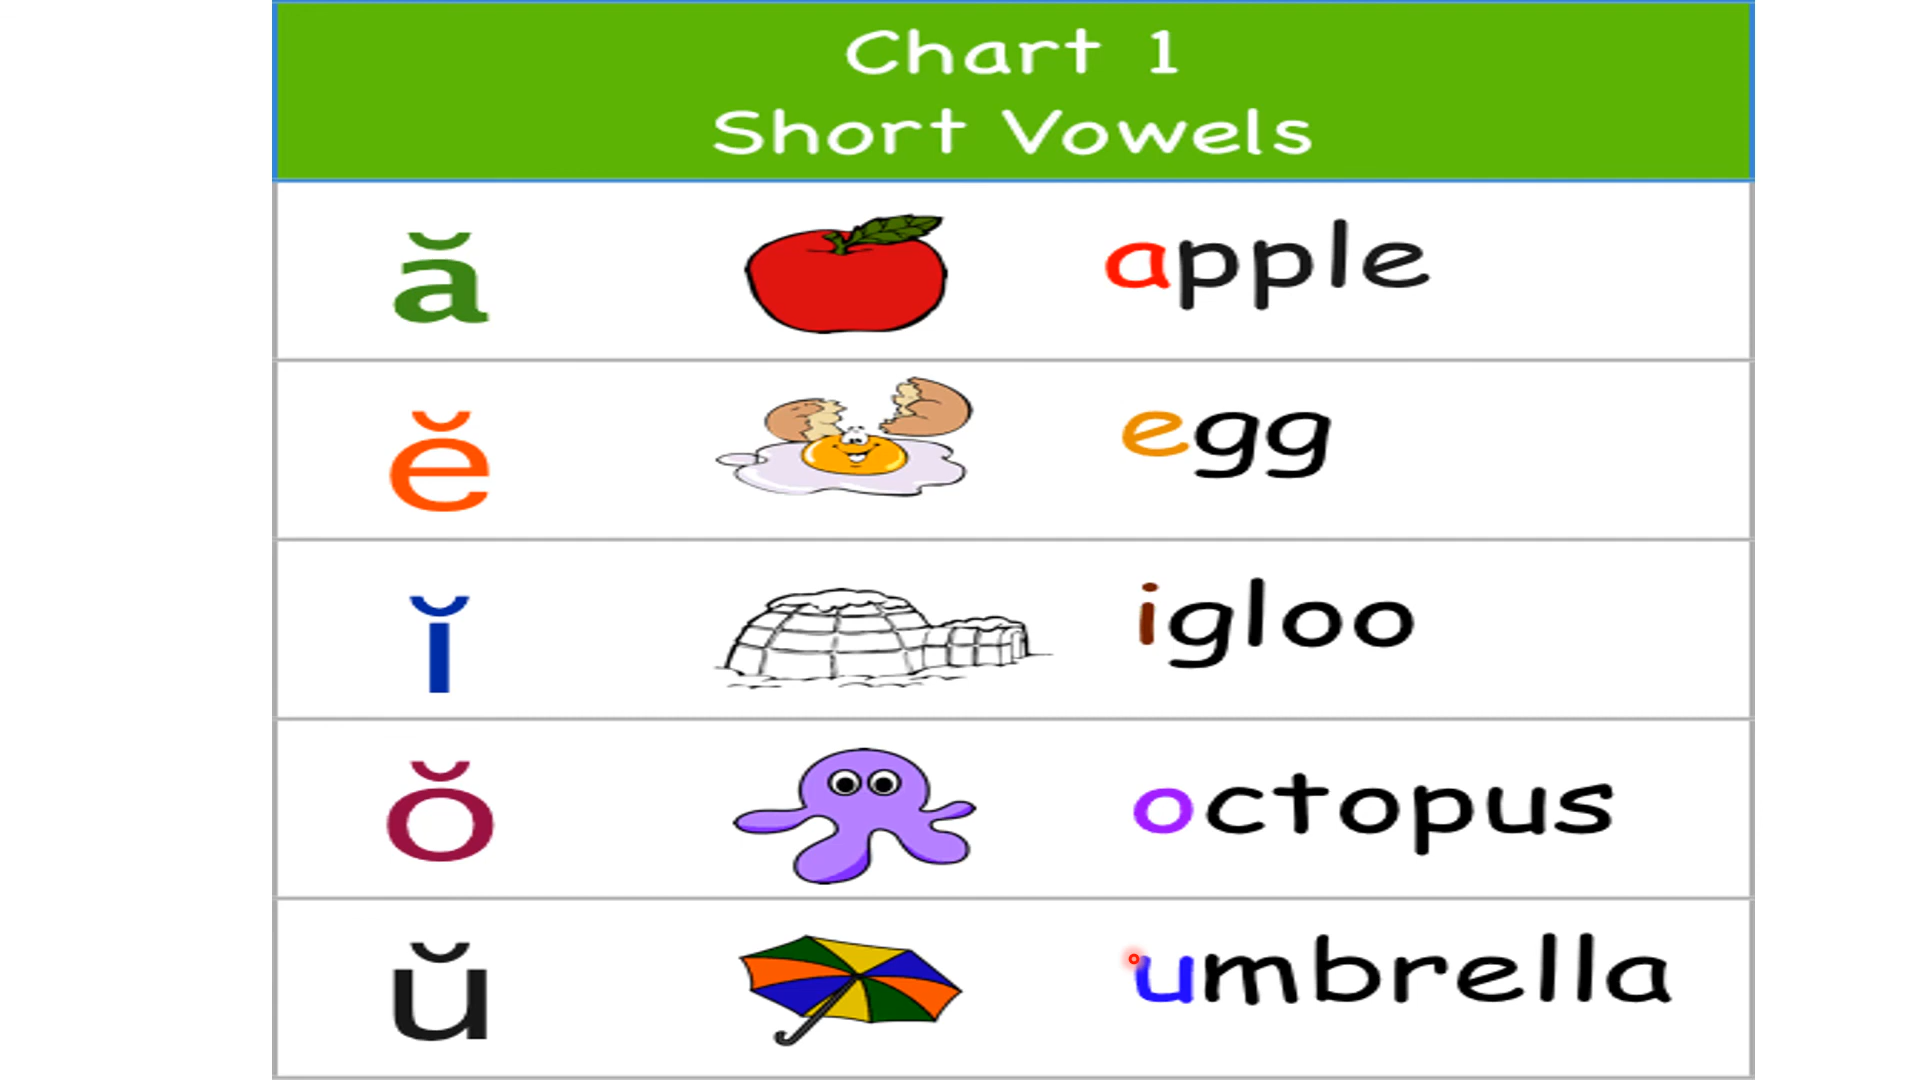 Chart 1
Short Vowels
ă apple
ĕ egg
ĭ igloo
ŏ octopus
ŭ umbrella